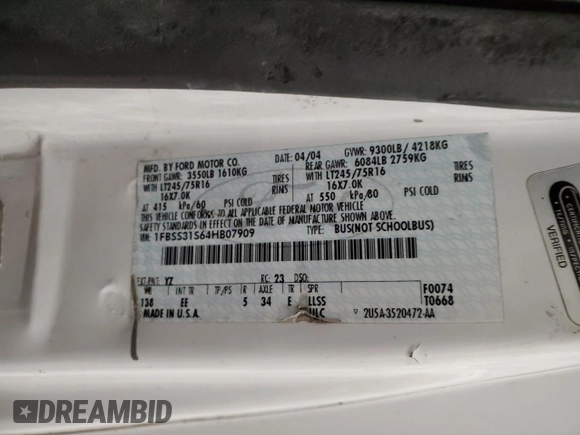 MFD. BY FORD MOTOR CO.
DATE: 04/04
GVWR: 9300LB / 4218KG
FRONT GAWR: 3550LB 1610KG
REAR GAWR: 6084LB 2759KG
WITH LT245/75R16 TIRES
WITH LT245/75R16 TIRES
16X7.0K RIMS
16X7.0K RIMS
AT 415 kPa/60 PSI COLD
AT 550 kPa/80 PSI COLD
THIS VEHICLE CONFORMS TO ALL APPLICABLE FEDERAL MOTOR VEHICLE
SAFETY STANDARDS IN EFFECT ON THE DATE OF MANUFACTURE SHOWN ABOVE.
VIN: 1FBSS31S64HB07909
TYPE: BUS(NOT SCHOOLBUS)
EXT PNT: YZ RC: 23 DSO:
WB INT TR TP/PS R AXLE TR SPR
F0074
138 EE 5 34 E LLSS
T0668
MADE IN U.S.A.
ULC
2U5A-3520472-AA
VERIFIED
DREAMBID